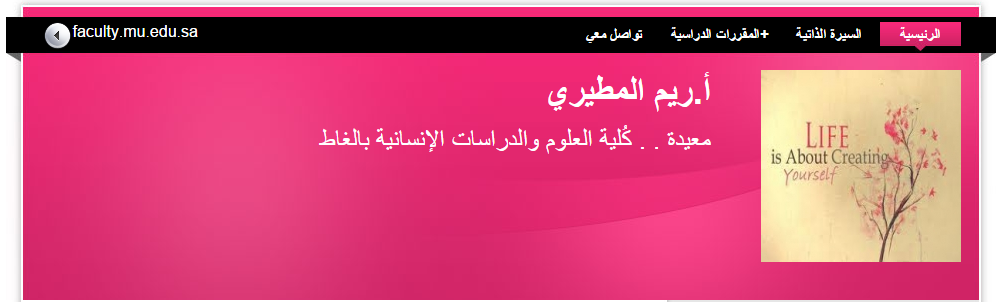 الرئيسية
السيرة الذاتية
+المقررات الدراسية
تواصل معي
faculty.mu.edu.sa
أ.ريم المطيري
معيدة . . كُلية العلوم والدراسات الإنسانية بالغاط
LIFE
is About Creating
Yourself